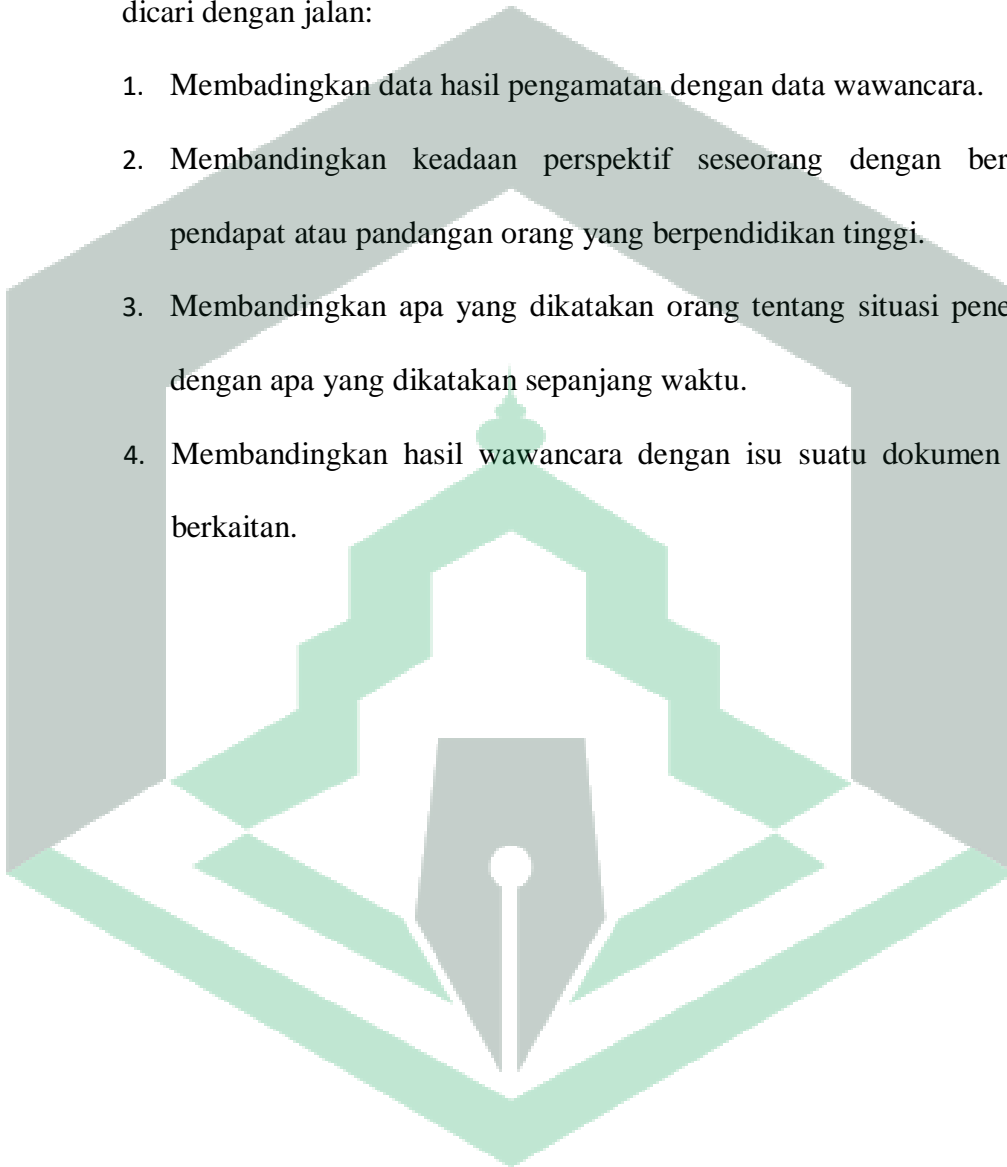 dicari dengan jalan:
1. Membadingkan data hasil pengamatan dengan data wawancara.
2. Membandingkan keadaan perspektif seseorang dengan ber
pendapat atau pandangan orang yang berpendidikan tinggi.
3. Membandingkan apa yang dikatakan orang tentang situasi pene
dengan apa yang dikatakan sepanjang waktu.
4. Membandingkan hasil wawancara dengan isu suatu dokumen
berkaitan.